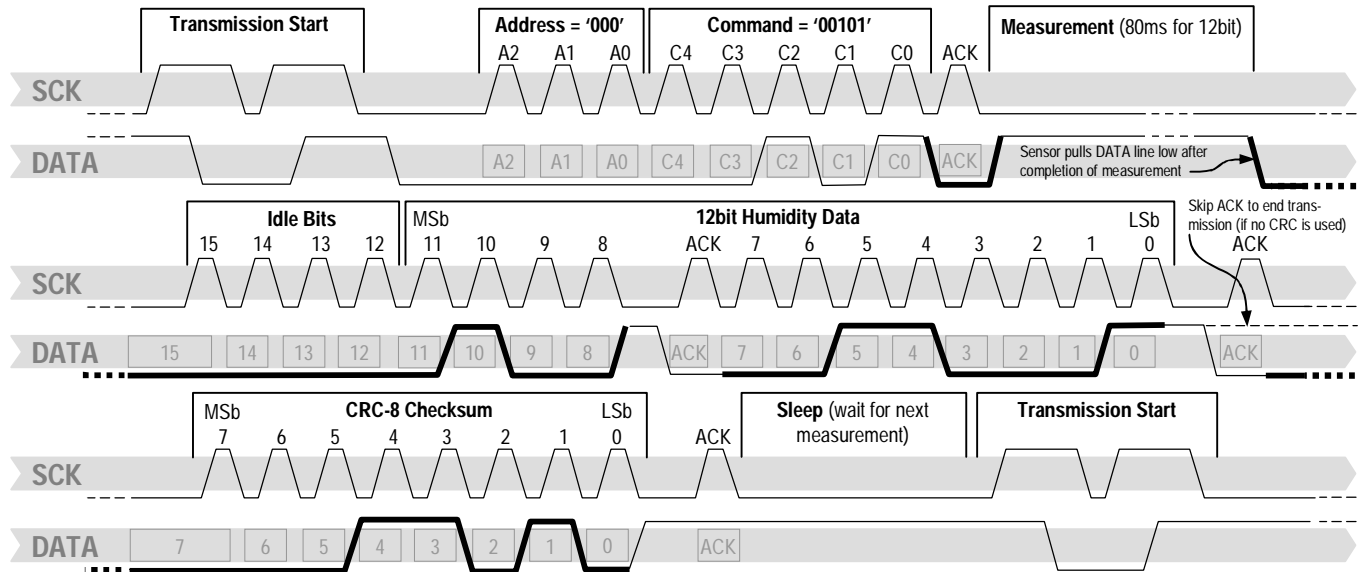 Transmission Start Address = ‘000’ Command = ‘00101’ Measurement (80ms for 12bit)
A2 A1 A0 C4 C3 C2 C1 C0 ACK
SCK
DATA A2 A1 A0 C4 C3 C2 C1 C0 ACK
Sensor pulls DATA line low after
completion of measurement
Skip ACK to end trans-
mission (if no CRC is used)
Idle Bits MSb 12bit Humidity Data LSb
15 14 13 12 11 10 9 8 ACK 7 6 5 4 3 2 1 0 ACK
SCK
DATA 15 14 13 12 11 10 9 8 ACK 7 6 5 4 3 2 1 0 ACK
MSb CRC-8 Checksum LSb Sleep (wait for next Transmission Start
measurement)
7 6 5 4 3 2 1 0 ACK
SCK
DATA 7 6 5 4 3 2 1 0 ACK